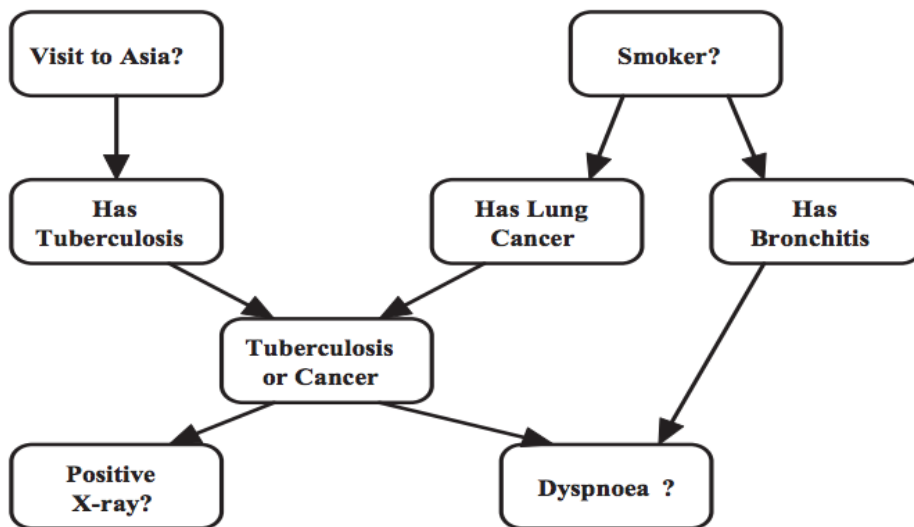 Visit to Asia?
Smoker?
Has
Tuberculosis
Has Lung
Cancer
Has
Bronchitis
Tuberculosis
or Cancer
Positive
X-ray?
Dyspnoea ?